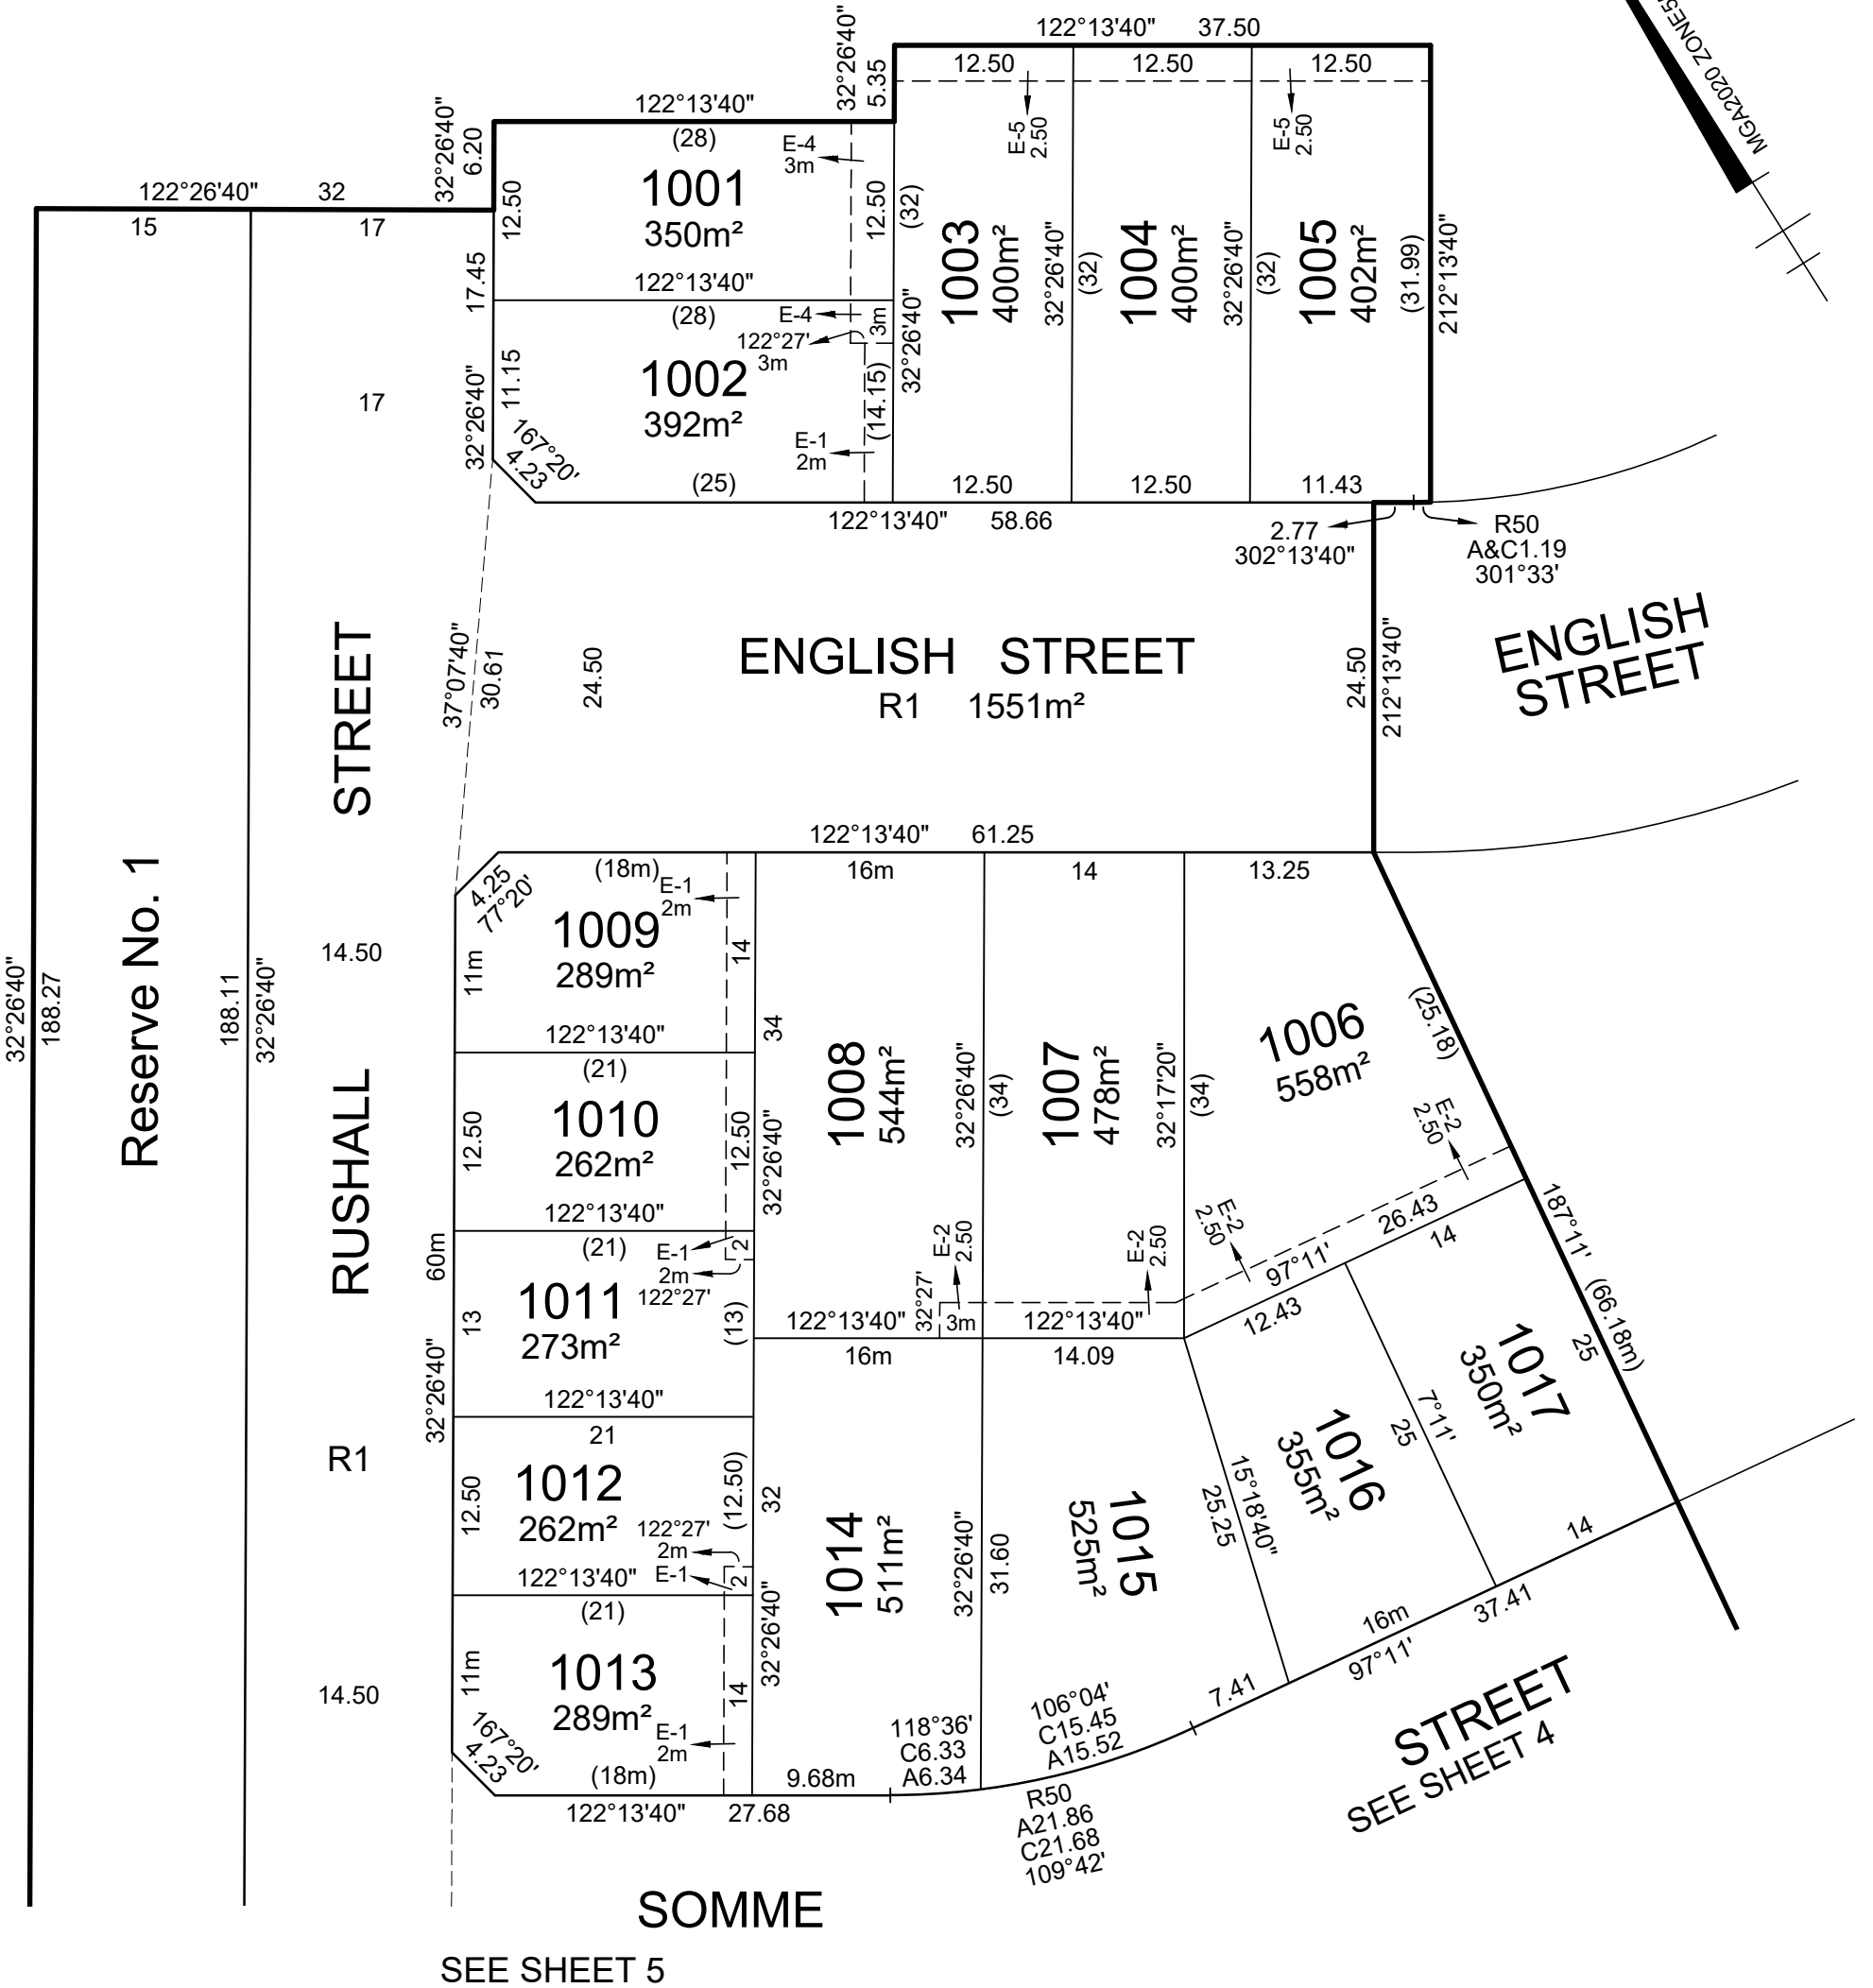 122°13'40" 37.50
32°26'40"
5.35
12.50 12.50 12.50
MGA2020 ZONE5
E-5
2.50
E-5
2.50
122°13'40"
32°26'40"
6.20
(28)
E-4
3m
1001
350m²
12.50
12.50
(32)
122°26'40" 32
15
17
17.45
122°13'40"
(28)
E-4
3m
122°27'
3m
1002
392m²
11.15
32°26'40"
(14.15)
32°26'40"
167°20'
4.23
E-1
2m
(25)
17
1003
400m²
32°26'40"
(32)
1004
400m²
32°26'40"
(32)
1005
402m²
(31.99)
212°13'40"
12.50 12.50 11.43
122°13'40" 58.66
2.77
302°13'40"
R50
A&C1.19
301°33'
ENGLISH STREET
R1 1551m²
37°07'40"
30.61
24.50
24.50
212°13'40"
ENGLISH
STREET
STREET
RUSHALL
Reserve No. 1
32°26'40"
188.27
188.11
32°26'40"
14.50
60m
32°26'40"
R1
14.50
122°13'40" 61.25
(18m)
16m
14
13.25
4.25
77°20'
E-1
2m
1009
289m²
11m
14
122°13'40"
34
(21)
1010
262m²
12.50
12.50
32°26'40"
122°13'40"
(21)
E-1
2
2m
122°27'
1011
273m²
13
(13)
122°13'40"
21
1012
262m²
12.50
(12.50)
32
122°27'
2m
E-1
2
122°13'40"
(21)
32°26'40"
1013
289m²
11m
14
E-1
2m
167°20'
4.23
(18m)
122°13'40" 27.68
1008
544m²
32°26'40"
(34)
1007
478m²
32°17'20"
(34)
1006
558m²
(25.18)
E-2
2.50
E-2
2.50
E-2
2.50
E-2
2.50
32°27'
3m
122°13'40"
122°13'40"
16m
14.09
97°11'
26.43
12.43
14
187°11' (66.18m)
25
1017
350m²
7°11'
25
1016
355m²
15°18'40"
25.25
1015
525m²
32°26'40"
31.60
1014
511m²
14
16m
37.41
97°11'
7.41
106°04'
C15.45
A15.52
118°36'
C6.33
A6.34
9.68m
R50
A21.86
C21.68
109°42'
STREET
SEE SHEET 4
SOMME
SEE SHEET 5